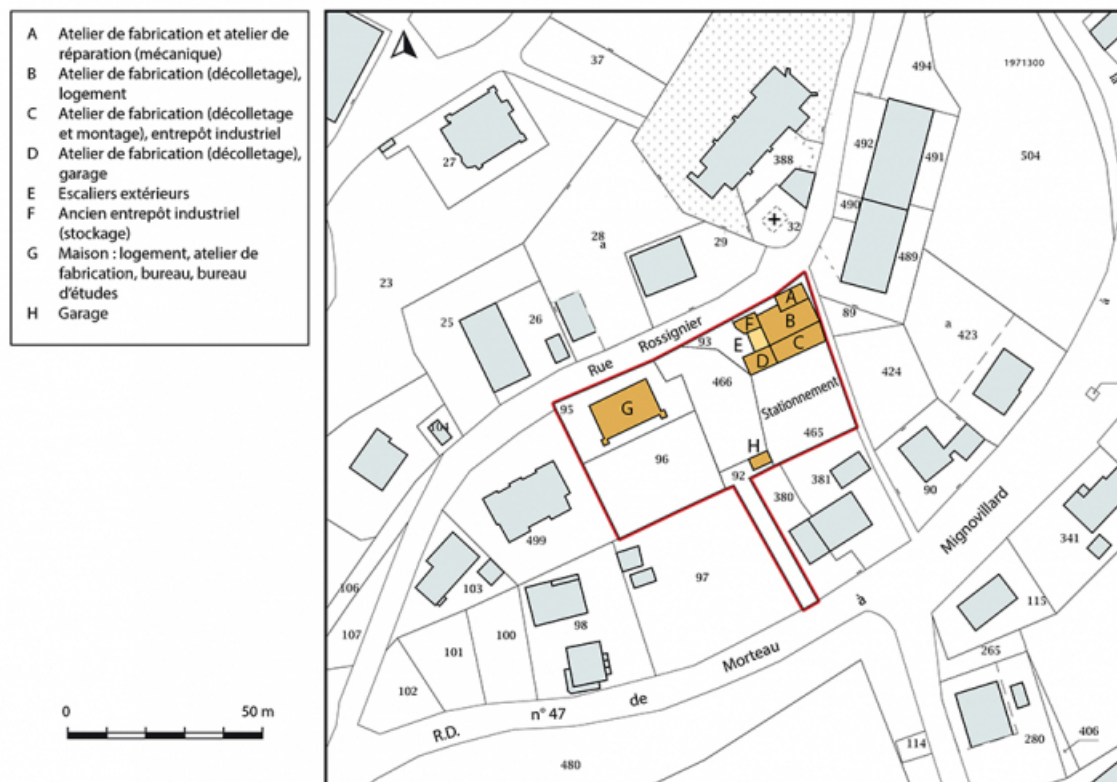 A Atelier de fabrication et atelier de
réparation (mécanique)
B Atelier de fabrication (décolletage),
logement
C Atelier de fabrication (décolletage
et montage), entrepôt industriel
D Atelier de fabrication (décolletage),
garage
E Escaliers extérieurs
F Ancien entrepôt industriel
(stockage)
G Maison : logement, atelier de
fabrication, bureau, bureau
d'études
H Garage
0 50 m
37
494
1971300
27
388
492
491
504
490
32
28
a
29
489
23
25
26
Rue Rossignier
93
A
B
C
D
E
F
89
a
423
424
466
Stationnement
465
95
G
H
96
92
380
381
90
499
Mignovillard
341
97
à
103
106
107
98
100
101
102
115
265
Morteau
de
n° 47
R.D.
480
114
280
406